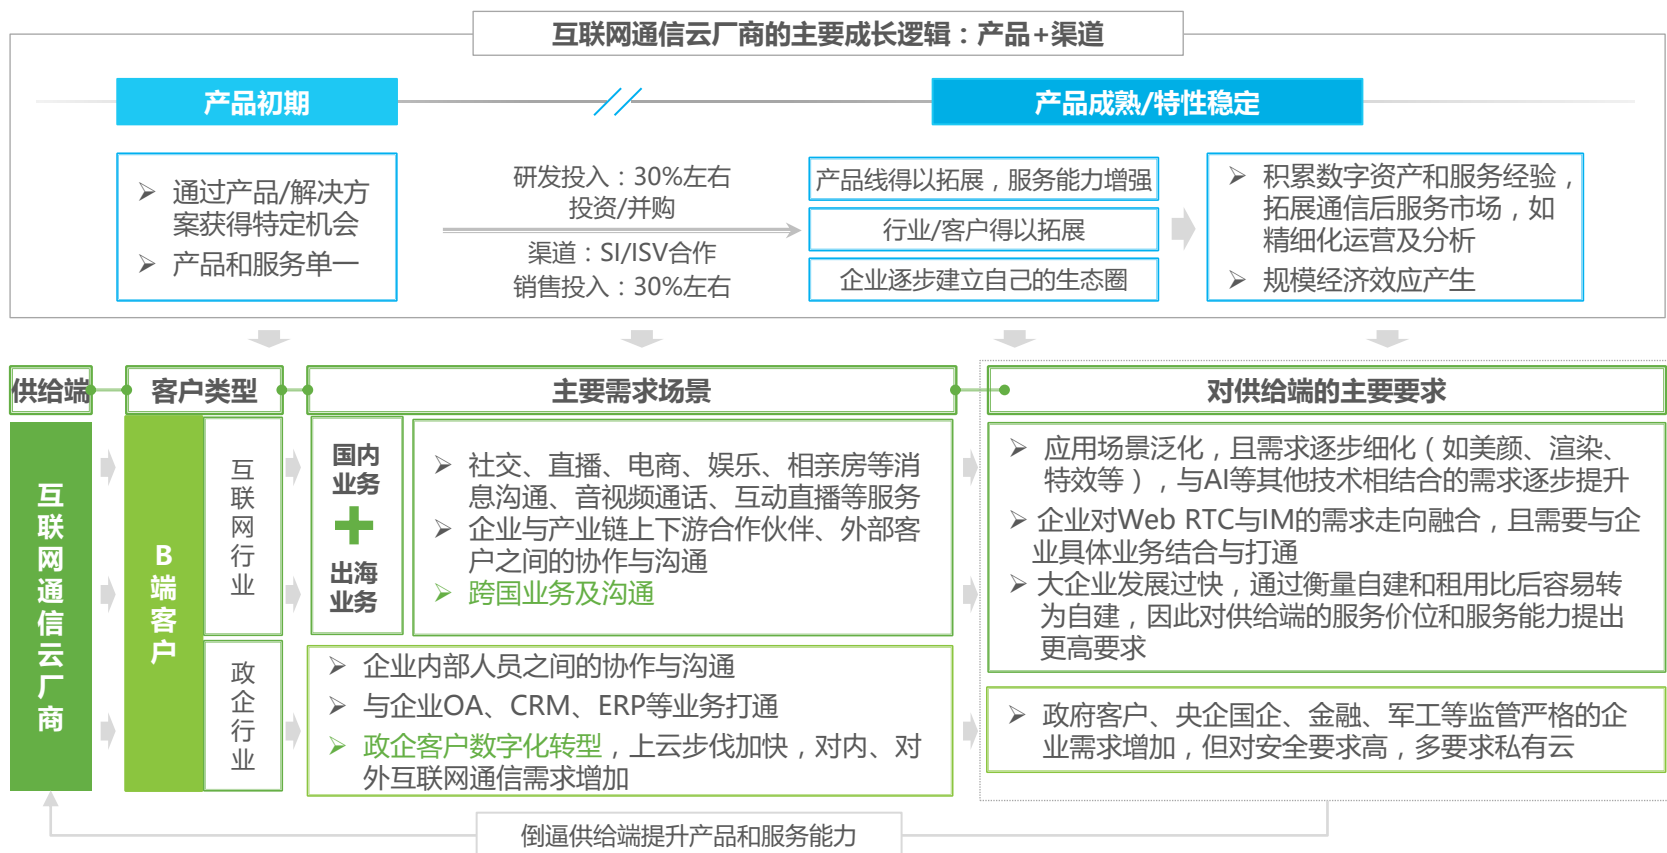 互联网通信云厂商的主要成长逻辑：产品+渠道
产品初期
产品成熟/特性稳定
➢ 通过产品/解决方
案获得特定机会
➢ 产品和服务单一
研发投入：30%左右
投资/并购
渠道：SI/ISV合作
销售投入：30%左右
产品线得以拓展，服务能力增强
行业/客户得以拓展
企业逐步建立自己的生态圈
➢ 积累数字资产和服务经验，
拓展通信后服务市场，如
精细化运营及分析
➢ 规模经济效应产生
供给端
客户类型
主要需求场景
对供给端的主要要求
互联网通信云厂商
B端客户
互联网行业
国内
业务
出海
业务
➢ 社交、直播、电商、娱乐、相亲房等消
息沟通、音视频通话、互动直播等服务
➢ 企业与产业链上下游合作伙伴、外部客
户之间的协作与沟通
➢ 跨国业务及沟通
➢ 应用场景泛化，且需求逐步细化（如美颜、渲染、
特效等），与AI等其他技术相结合的需求逐步提升
➢ 企业对Web RTC与IM的需求走向融合，且需要与企
业具体业务结合与打通
➢ 大企业发展过快，通过衡量自建和租用比后容易转
为自建，因此对供给端的服务价位和服务能力提出
更高要求
政企行业
➢ 企业内部人员之间的协作与沟通
➢ 与企业OA、CRM、ERP等业务打通
➢ 政企客户数字化转型，上云步伐加快，对内、对
外互联网通信需求增加
➢ 政府客户、央企国企、金融、军工等监管严格的企
业需求增加，但对安全要求高，多要求私有云
倒逼供给端提升产品和服务能力